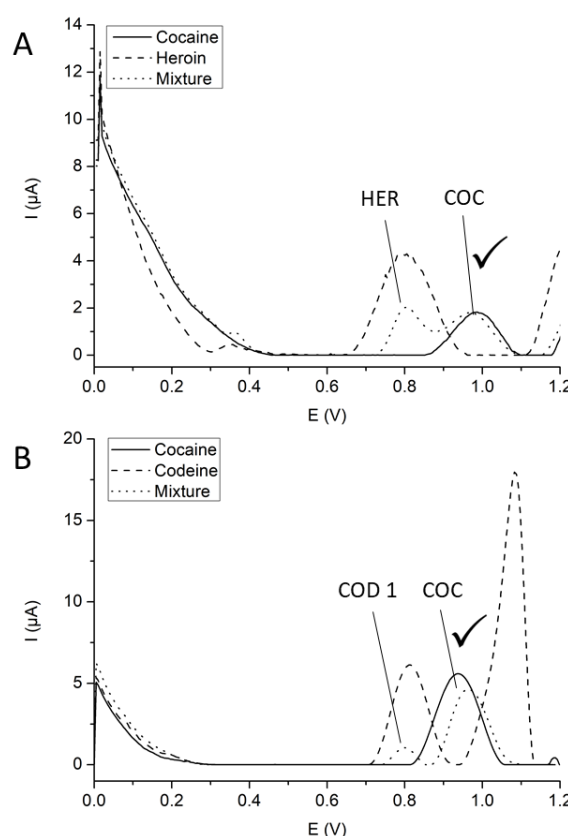 A
Cocaine
Heroin
Mixture
HER COC
I (µA)
14
12
10
8
6
4
2
0
0.0 0.2 0.4 0.6 0.8 1.0 1.2
E (V)
B
Cocaine
Codeine
Mixture
COD 1 COC
I (µA)
20
15
10
5
0
0.0 0.2 0.4 0.6 0.8 1.0 1.2
E (V)